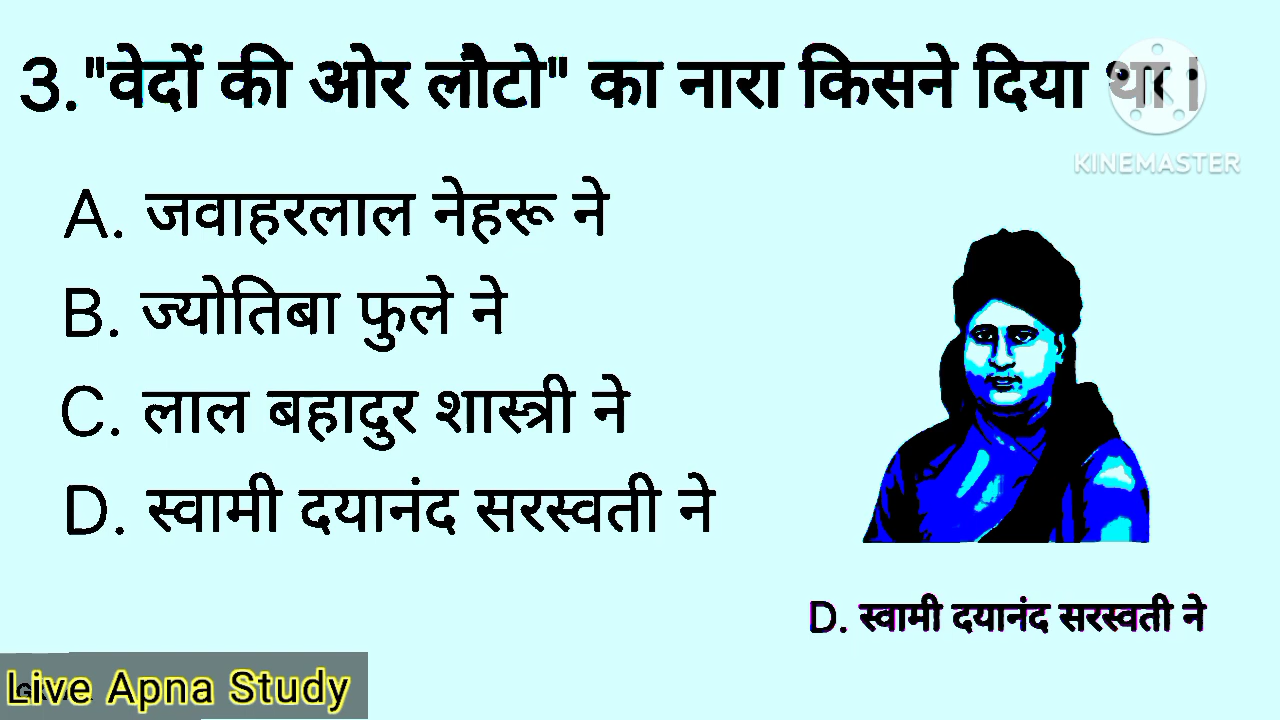 3."वेदों की ओर लौटो" का नारा किसने दिया था|
KINEMASTER
A. जवाहरलाल नेहरू ने
B. ज्योतिबा फुले ने
C. लाल बहादुर शास्त्री ने
D. स्वामी दयानंद सरस्वती ने
D. स्वामी दयानंद सरस्वती ने
Live Apna Study